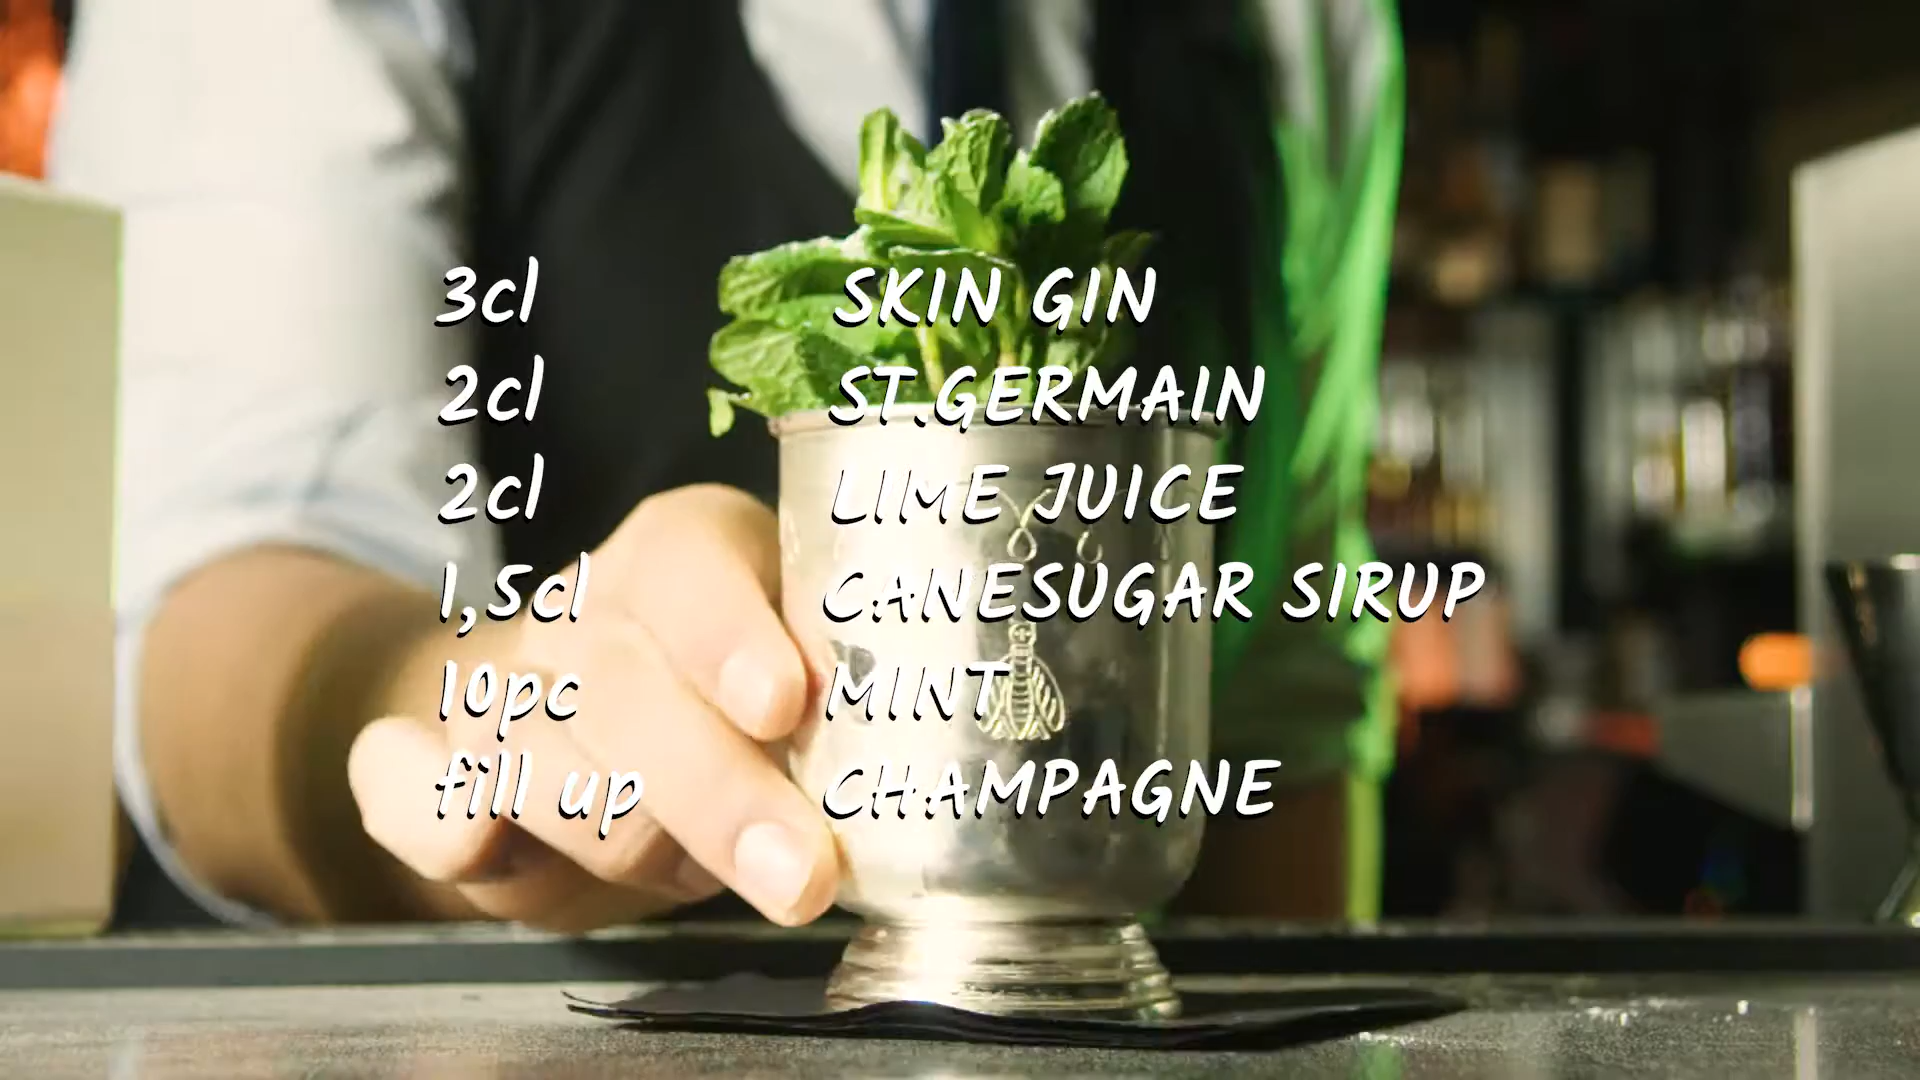 3cl SKIN GIN
2cl ST.GERMAIN
2cl LIME JUICE
1,5cl CANESUGAR SIRUP
10pc MINT
fill up CHAMPAGNE